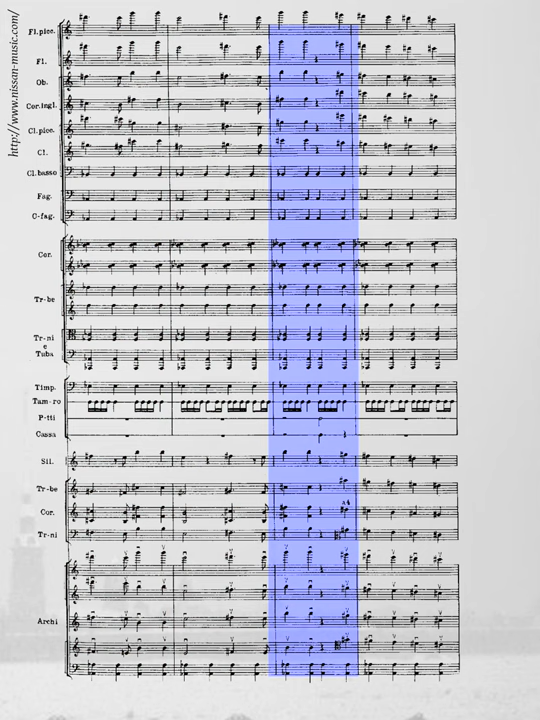 http://www.nissan-music.com/
Fl.picc.
Fl.
Ob.
Cor.ingl.
Cl.picc.
Cl.
Cl.basso
Fag.
C-fag.
Cor.
Tr-be
Tr-ni
e
Tuba
Timp.
Tam-ro
P-tti
Cassa
Sil.
Tr-be
Cor.
Tr-ni
Archi